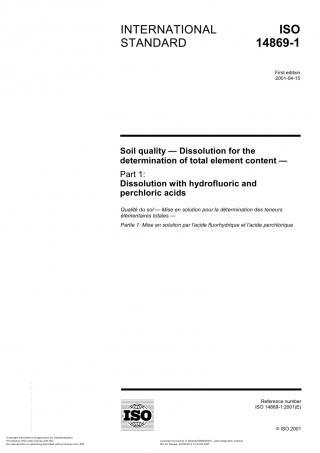 INTERNATIONAL
STANDARD
ISO
14869-1
First edition
2001-04-15
Soil quality — Dissolution for the
determination of total element content —
Part 1:
Dissolution with hydrofluoric and
perchloric acids
Qualité du sol — Mise en solution pour la détermination des teneurs
élémentaires totales —
Partie 1: Mise en solution par l'acide fluorhydrique et l'acide perchlorique
ISO
Reference number
ISO 14869-1:2001(E)
© ISO 2001